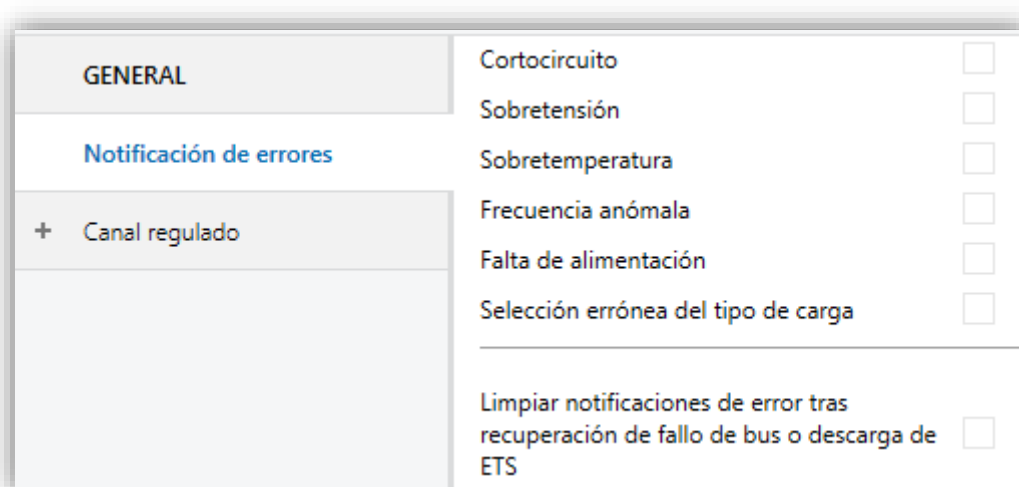 GENERAL
Notificación de errores
+ Canal regulado
Cortocircuito
Sobretensión
Sobretemperatura
Frecuencia anómala
Falta de alimentación
Selección errónea del tipo de carga
Limpiar notificaciones de error tras
recuperación de fallo de bus o descarga de
ETS